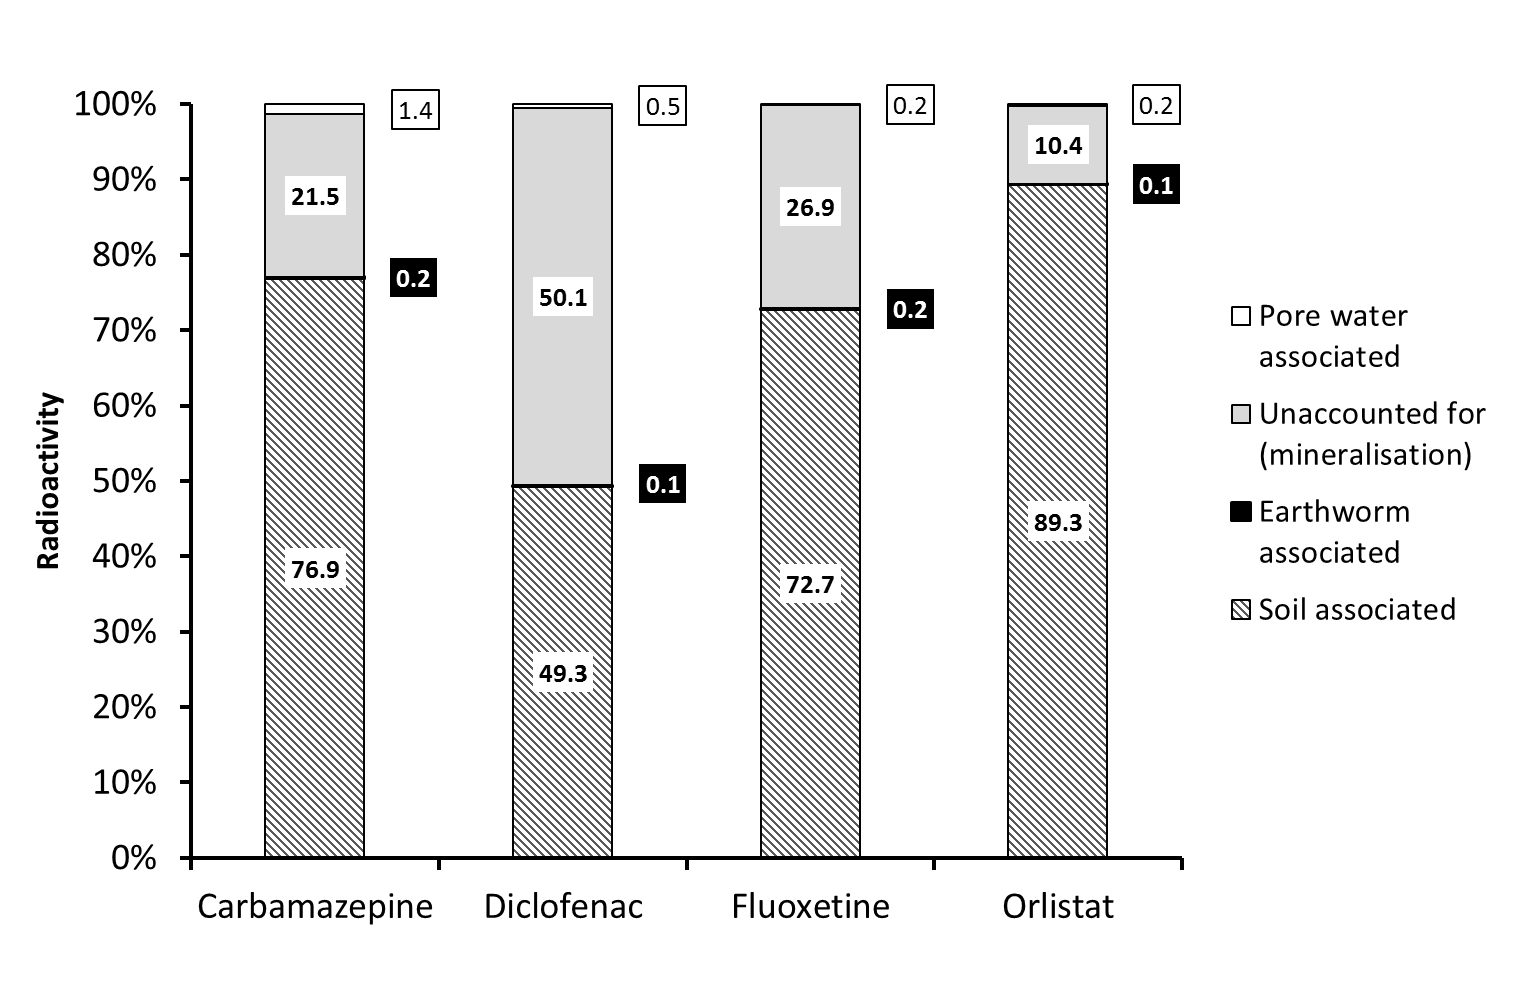 100%
90%
80%
70%
60%
50%
40%
30%
20%
10%
0%
Radioactivity
1.4
21.5
0.2
76.9
0.5
50.1
0.1
49.3
0.2
26.9
0.2
72.7
0.2
10.4
0.1
89.3
Carbamazepine
Diclofenac
Fluoxetine
Orlistat
Pore water
associated
Unaccounted for
(mineralisation)
Earthworm
associated
Soil associated